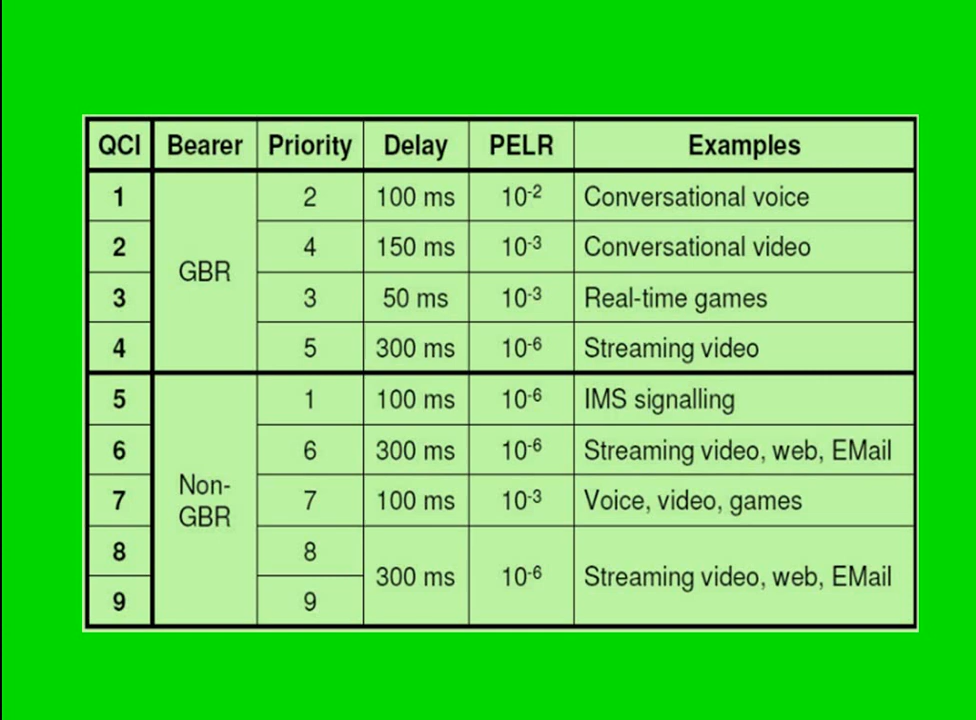 QCI Bearer Priority Delay PELR Examples
1 GBR 2 100 ms 10-2 Conversational voice
2 4 150 ms 10-3 Conversational video
3 3 50 ms 10-3 Real-time games
4 5 300 ms 10-6 Streaming video
5 Non-GBR 1 100 ms 10-6 IMS signalling
6 6 300 ms 10-6 Streaming video, web, EMail
7 7 100 ms 10-3 Voice, video, games
8 8 300 ms 10-6 Streaming video, web, EMail
9 9